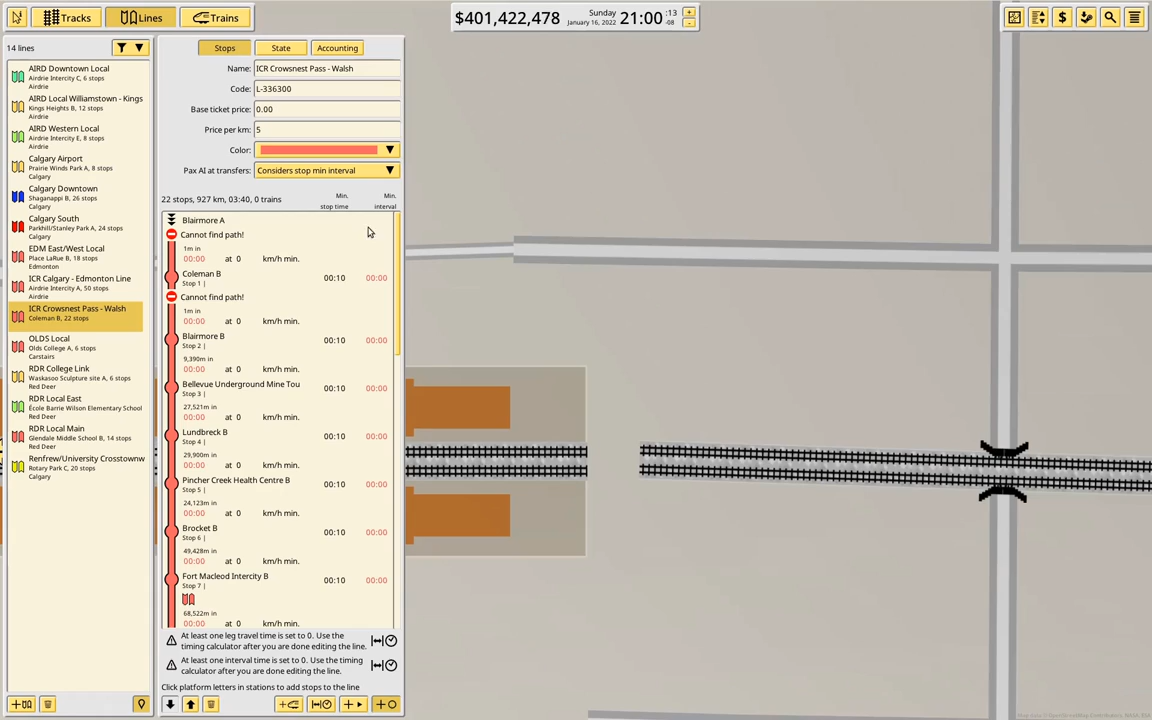 Tracks
Lines
Trains
$401,422,478
Sunday
January 16, 2022
21:00
:13
-08
+
-
$
14 lines
AIRD Downtown Local
Airdrie Intercity C, 6 stops
Airdrie
AIRD Local Williamstown - Kings
Kings Heights B, 12 stops
Airdrie
AIRD Western Local
Airdrie Intercity E, 8 stops
Airdrie
Calgary Airport
Prairie Winds Park A, 8 stops
Calgary
Calgary Downtown
Shaganappi B, 26 stops
Calgary
Calgary South
Parkhill/Stanley Park A, 24 stops
Calgary
EDM East/West Local
Place LaRue B, 18 stops
Edmonton
ICR Calgary - Edmonton Line
Airdrie Intercity A, 50 stops
Airdrie
ICR Crowsnest Pass - Walsh
Coleman B, 22 stops
OLDS Local
Olds College A, 6 stops
Carstairs
RDR College Link
Waskasoo Sculpture site A, 6 stops
Red Deer
RDR Local East
École Barrie Wilson Elementary School
Red Deer
RDR Local Main
Glendale Middle School B, 14 stops
Red Deer
Renfrew/University Crosstownw
Rotary Park C, 20 stops
Calgary
Stops
State
Accounting
Name: ICR Crowsnest Pass - Walsh
Code: L-336300
Base ticket price: 0.00
Price per km: 5
Color:
Pax AI at transfers: Considers stop min interval
22 stops, 927 km, 03:40, 0 trains
Min.
stop time
Min.
interval
Blairmore A
Cannot find path!
1m in
00:00 at 0 km/h min.
Coleman B 00:10 00:00
Stop 1 |
Cannot find path!
1m in
00:00 at 0 km/h min.
Blairmore B 00:10 00:00
Stop 2 |
9,390m in
00:00 at 0 km/h min.
Bellevue Underground Mine Tou 00:10 00:00
Stop 3 |
27,521m in
00:00 at 0 km/h min.
Lundbreck B 00:10 00:00
Stop 4 |
29,900m in
00:00 at 0 km/h min.
Pincher Creek Health Centre B 00:10 00:00
Stop 5 |
24,123m in
00:00 at 0 km/h min.
Brocket B 00:10 00:00
Stop 6 |
49,428m in
00:00 at 0 km/h min.
Fort Macleod Intercity B 00:10 00:00
Stop 7 |
68,522m in
00:00 at 0 km/h min.
At least one leg travel time is set to 0. Use the
timing calculator after you are done editing the line.
At least one interval time is set to 0. Use the
timing calculator after you are done editing the line.
Click platform letters in stations to add stops to the line